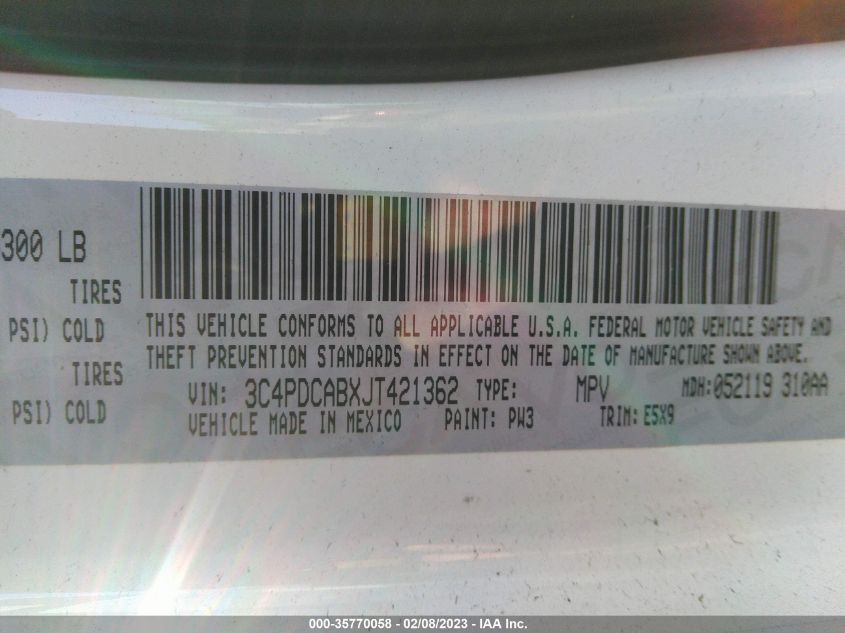 300 LB
TIRES
PSI) COLD
TIRES
PSI) COLD
THIS VEHICLE CONFORMS TO ALL APPLICABLE U.S.A. FEDERAL MOTOR VEHICLE SAFETY AND
THEFT PREVENTION STANDARDS IN EFFECT ON THE DATE OF MANUFACTURE SHOWN ABOVE.
VIN: 3C4PDCABXJT421362 TYPE: MPV MDH:052119 310AA
VEHICLE MADE IN MEXICO PAINT: PW3 TRIM: E5X9
000-35770058 - 02/08/2023 - IAA Inc.